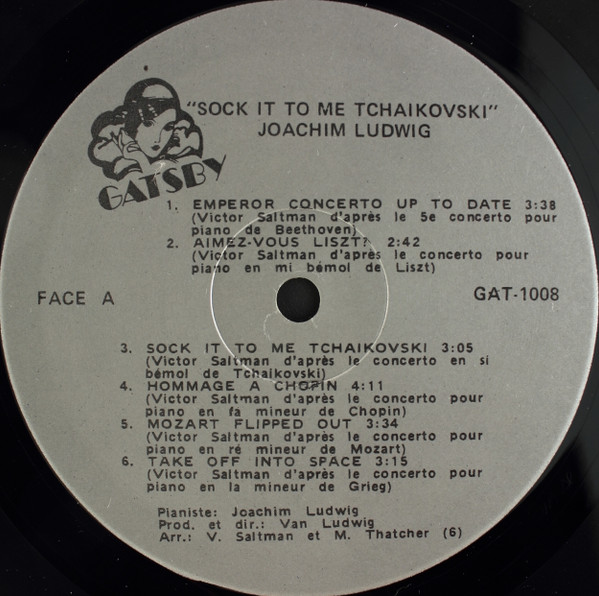 "SOCK IT TO ME TCHAIKOVSKI"
JOACHIM LUDWIG
GATSBY
1. EMPEROR CONCERTO UP TO DATE 3:38
(Victor Saltman d'après le 5e concerto pour
piano de Beethoven)
2. AIMEZ-VOUS LISZT? 2:42
(Victor Saltman d'après le concerto pour
piano en mi bémol de Liszt)
FACE A
GAT-1008
3. SOCK IT TO ME TCHAIKOVSKI 3:05
(Victor Saltman d'après le concerto en si
bémol de Tchaikovski)
4. HOMMAGE A CHOPIN 4:11
(Victor Saltman d'après le concerto pour
piano en fa mineur de Chopin)
5. MOZART FLIPPED OUT 3:34
(Victor Saltman d'après le concerto pour
piano en ré mineur de Mozart)
6. TAKE OFF INTO SPACE 3:15
(Victor Saltman d'après le concerto pour
piano en la mineur de Grieg)
Pianiste: Joachim Ludwig
Prod. et dir.: Van Ludwig
Arr.: V. Saltman et M. Thatcher (6)